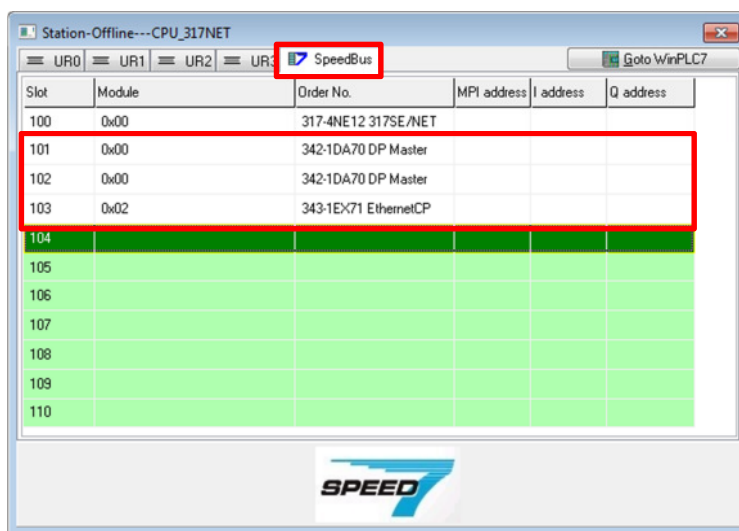 Station-Offline---CPU_317NET
UR0 UR1 UR2 UR3 SpeedBus Goto WinPLC7
Slot Module Order No. MPI address I address Q address
100 0x00 317-4NE12 317SE/NET
101 0x00 342-1DA70 DP Master
102 0x00 342-1DA70 DP Master
103 0x02 343-1EX71 EthernetCP
104
105
106
107
108
109
110
SPEED7